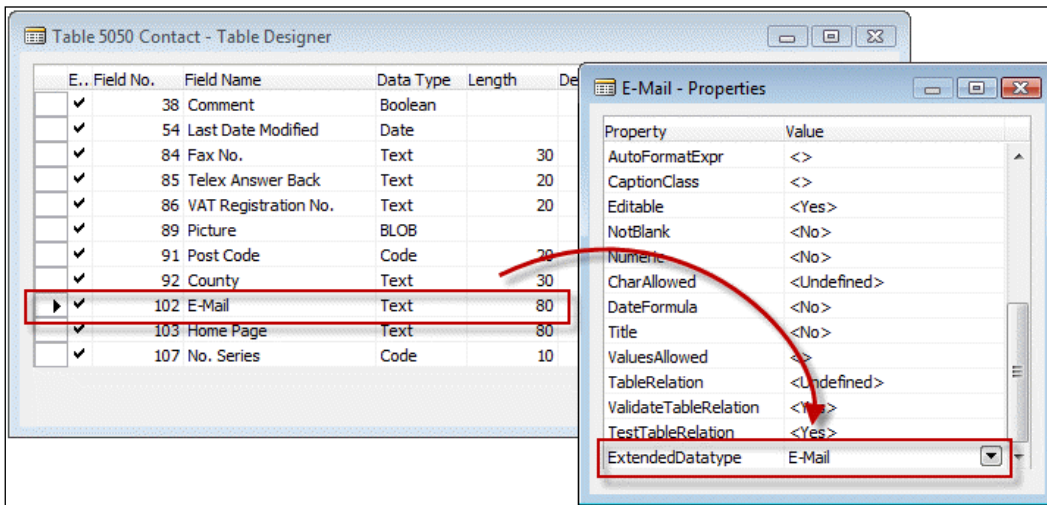 Table 5050 Contact - Table Designer
E.. Field No. Field Name Data Type Length De
38 Comment Boolean
54 Last Date Modified Date
84 Fax No. Text 30
85 Telex Answer Back Text 20
86 VAT Registration No. Text 20
89 Picture BLOB
91 Post Code Code 20
92 County Text 30
102 E-Mail Text 80
103 Home Page Text 80
107 No. Series Code 10
E-Mail - Properties
Property Value
AutoFormatExpr <>
CaptionClass <>
Editable <Yes>
NotBlank <No>
Numeric <No>
CharAllowed <Undefined>
DateFormula <No>
Title <No>
ValuesAllowed <>
TableRelation <Undefined>
ValidateTableRelation <Yes>
TestTableRelation <Yes>
ExtendedDatatype E-Mail